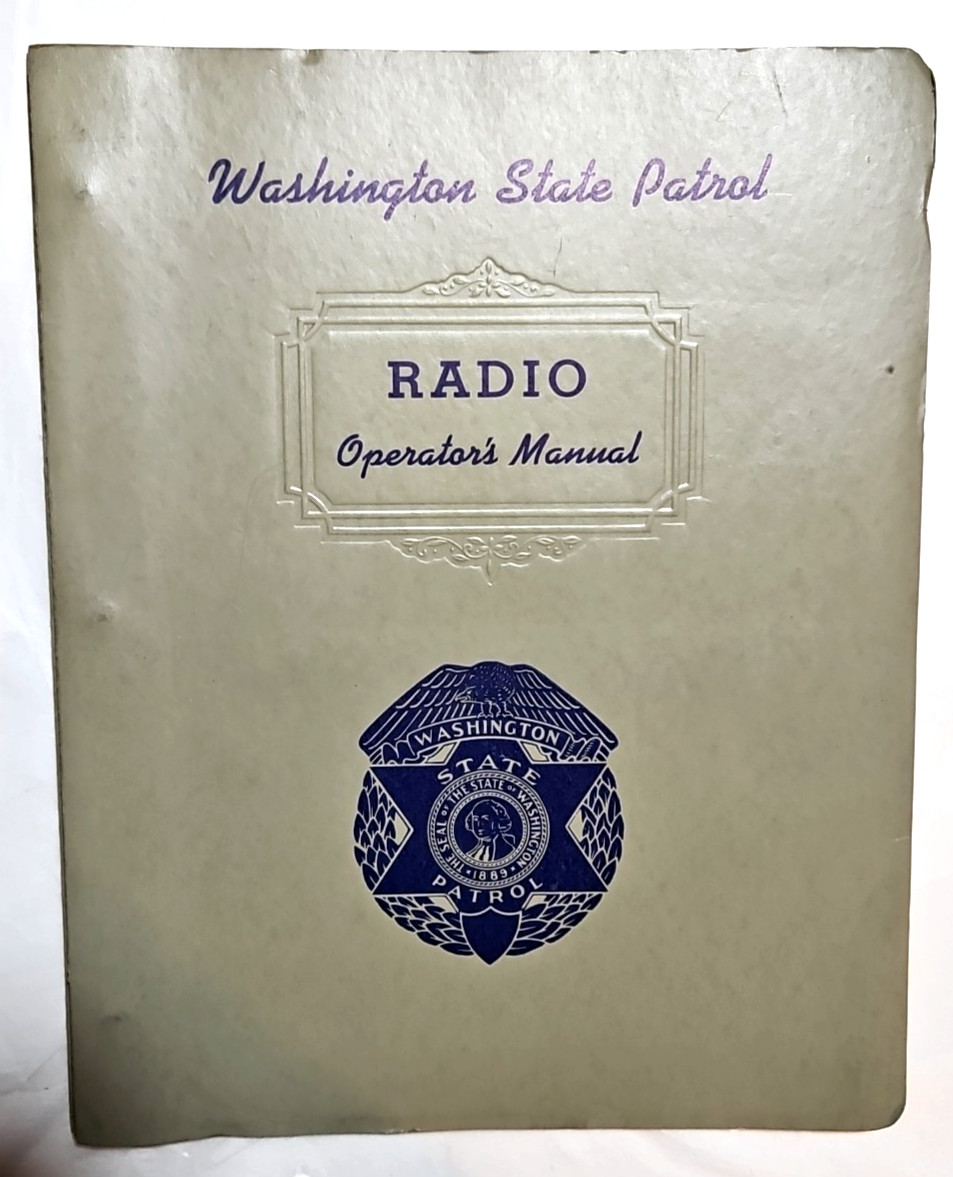 Washington State Patrol
RADIO
Operator's Manual
WASHINGTON
STATE
THE SEAL OF THE STATE OF WASHINGTON
1889
PATROL